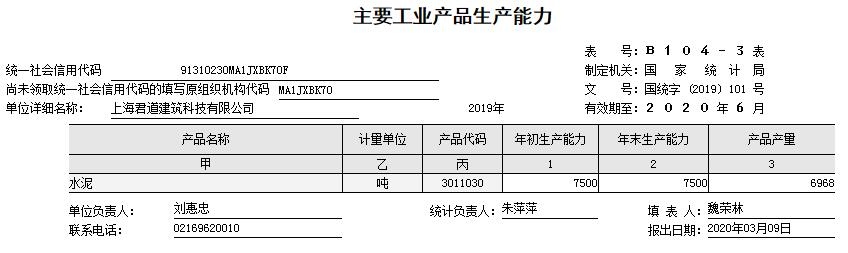 主要工业产品生产能力
表 号：B104-3表
统一社会信用代码 91310230MA1JXBK70F 制定机关：国家统计局
尚未领取统一社会信用代码的填写原组织机构代码 MA1JXBK70 文 号：国统字（2019）101号
单位详细名称： 上海君道建筑科技有限公司 2019年 有效期至：2020年6月
产品名称 计量单位 产品代码 年初生产能力 年末生产能力 产品产量
甲 乙 丙 1 2 3
水泥 吨 3011030 7500 7500 6968
单位负责人： 刘惠忠 统计负责人：朱萍萍 填 表 人：魏荣林
联系电话： 02169620010 报出日期：2020年03月09日